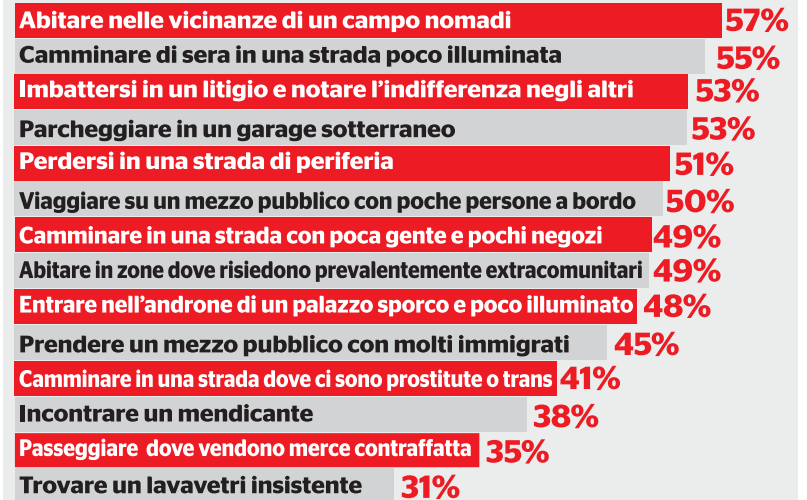 Abitare nelle vicinanze di un campo nomadi 57%
Camminare di sera in una strada poco illuminata 55%
Imbattersi in un litigio e notare l'indifferenza negli altri 53%
Parcheggiare in un garage sotterraneo 53%
Perdersi in una strada di periferia 51%
Viaggiare su un mezzo pubblico con poche persone a bordo 50%
Camminare in una strada con poca gente e pochi negozi 49%
Abitare in zone dove risiedono prevalentemente extracomunitari 49%
Entrare nell'androne di un palazzo sporco e poco illuminato 48%
Prendere un mezzo pubblico con molti immigrati 45%
Camminare in una strada dove ci sono prostitute o trans 41%
Incontrare un mendicante 38%
Passeggiare dove vendono merce contraffatta 35%
Trovare un lavavetri insistente 31%